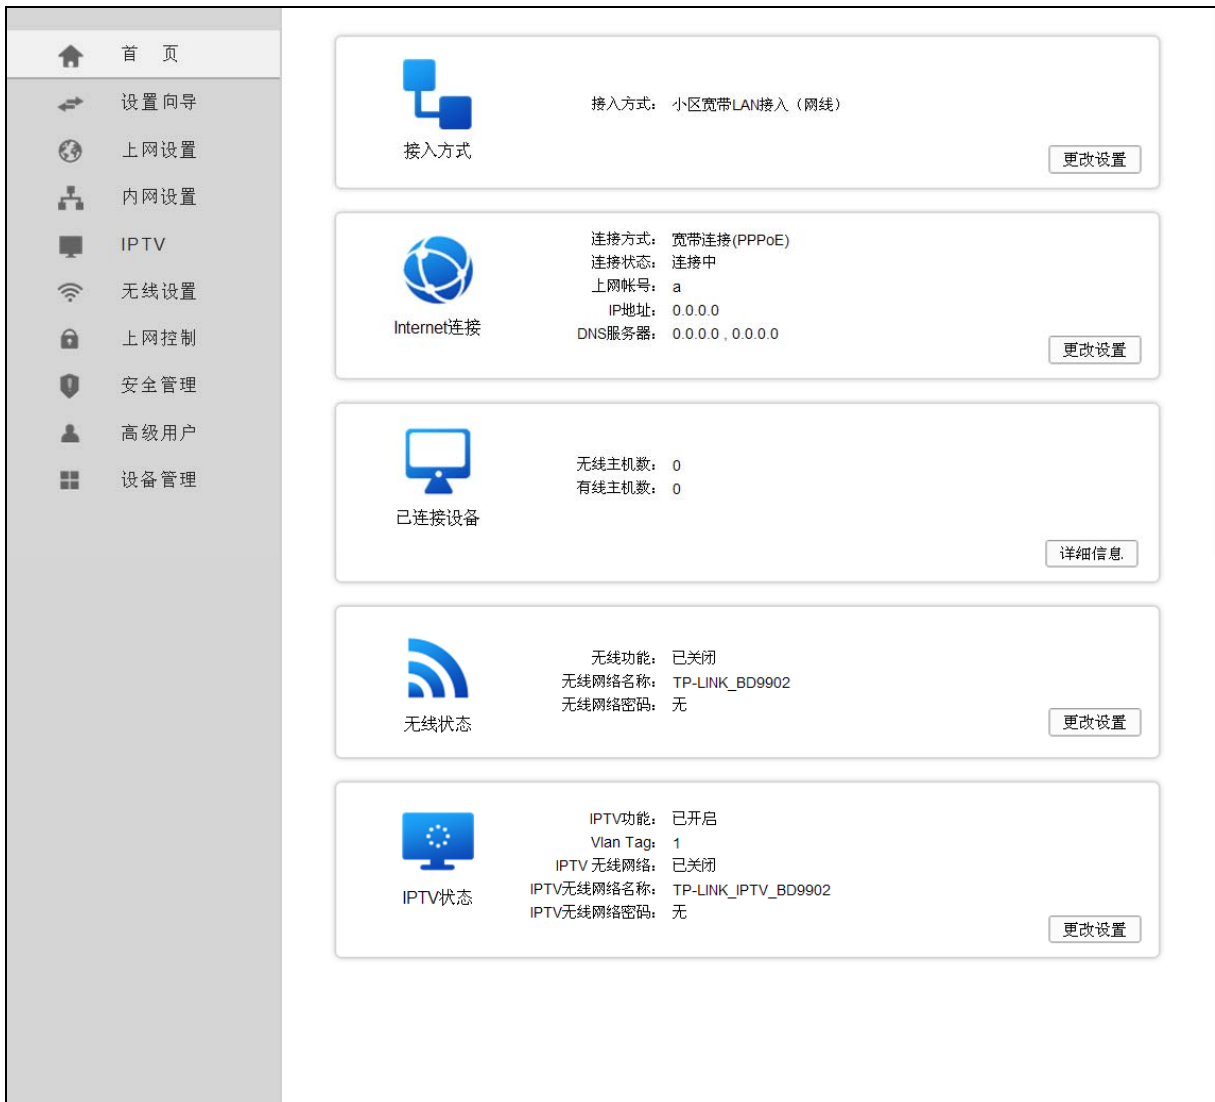 首 页
设置向导
上网设置
内网设置
IPTV
无线设置
上网控制
安全管理
高级用户
设备管理
接入方式
接入方式： 小区宽带LAN接入（网线）
更改设置
Internet连接
连接方式： 宽带连接(PPPoE)
连接状态： 连接中
上网帐号： a
IP地址： 0.0.0.0
DNS服务器： 0.0.0.0 , 0.0.0.0
更改设置
已连接设备
无线主机数： 0
有线主机数： 0
详细信息
无线状态
无线功能： 已关闭
无线网络名称： TP-LINK_BD9902
无线网络密码： 无
更改设置
IPTV状态
IPTV功能： 已开启
Vlan Tag： 1
IPTV 无线网络： 已关闭
IPTV无线网络名称： TP-LINK_IPTV_BD9902
IPTV无线网络密码： 无
更改设置